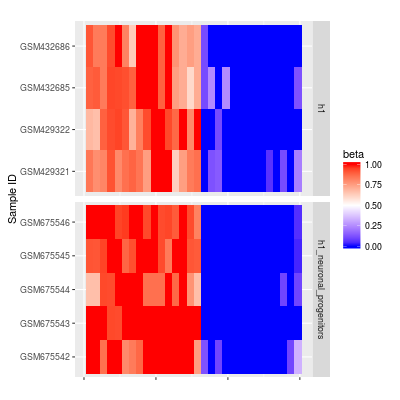 GSM432686
GSM432685
GSM429322
GSM429321
h1
GSM675546
GSM675545
GSM675544
GSM675543
GSM675542
h1_neuronal_progenitors
Sample ID
beta
1.00
0.75
0.50
0.25
0.00